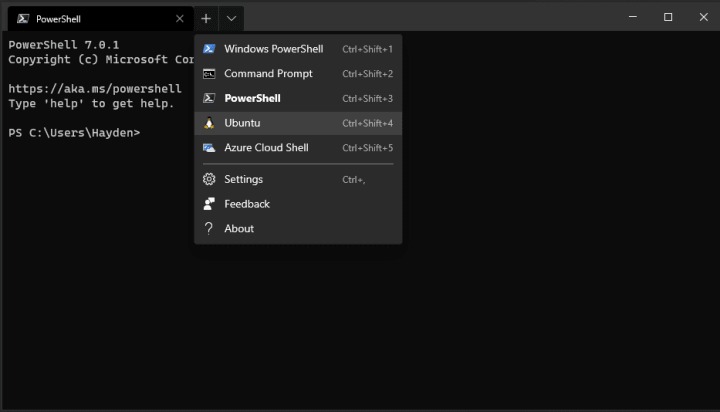 PowerShell
PowerShell 7.0.1
Copyright (c) Microsoft Cor
https://aka.ms/powershell
Type 'help' to get help.
PS C:\Users\Hayden>
Windows PowerShell Ctrl+Shift+1
Command Prompt Ctrl+Shift+2
PowerShell Ctrl+Shift+3
Ubuntu Ctrl+Shift+4
Azure Cloud Shell Ctrl+Shift+5
Settings Ctrl+,
Feedback
About